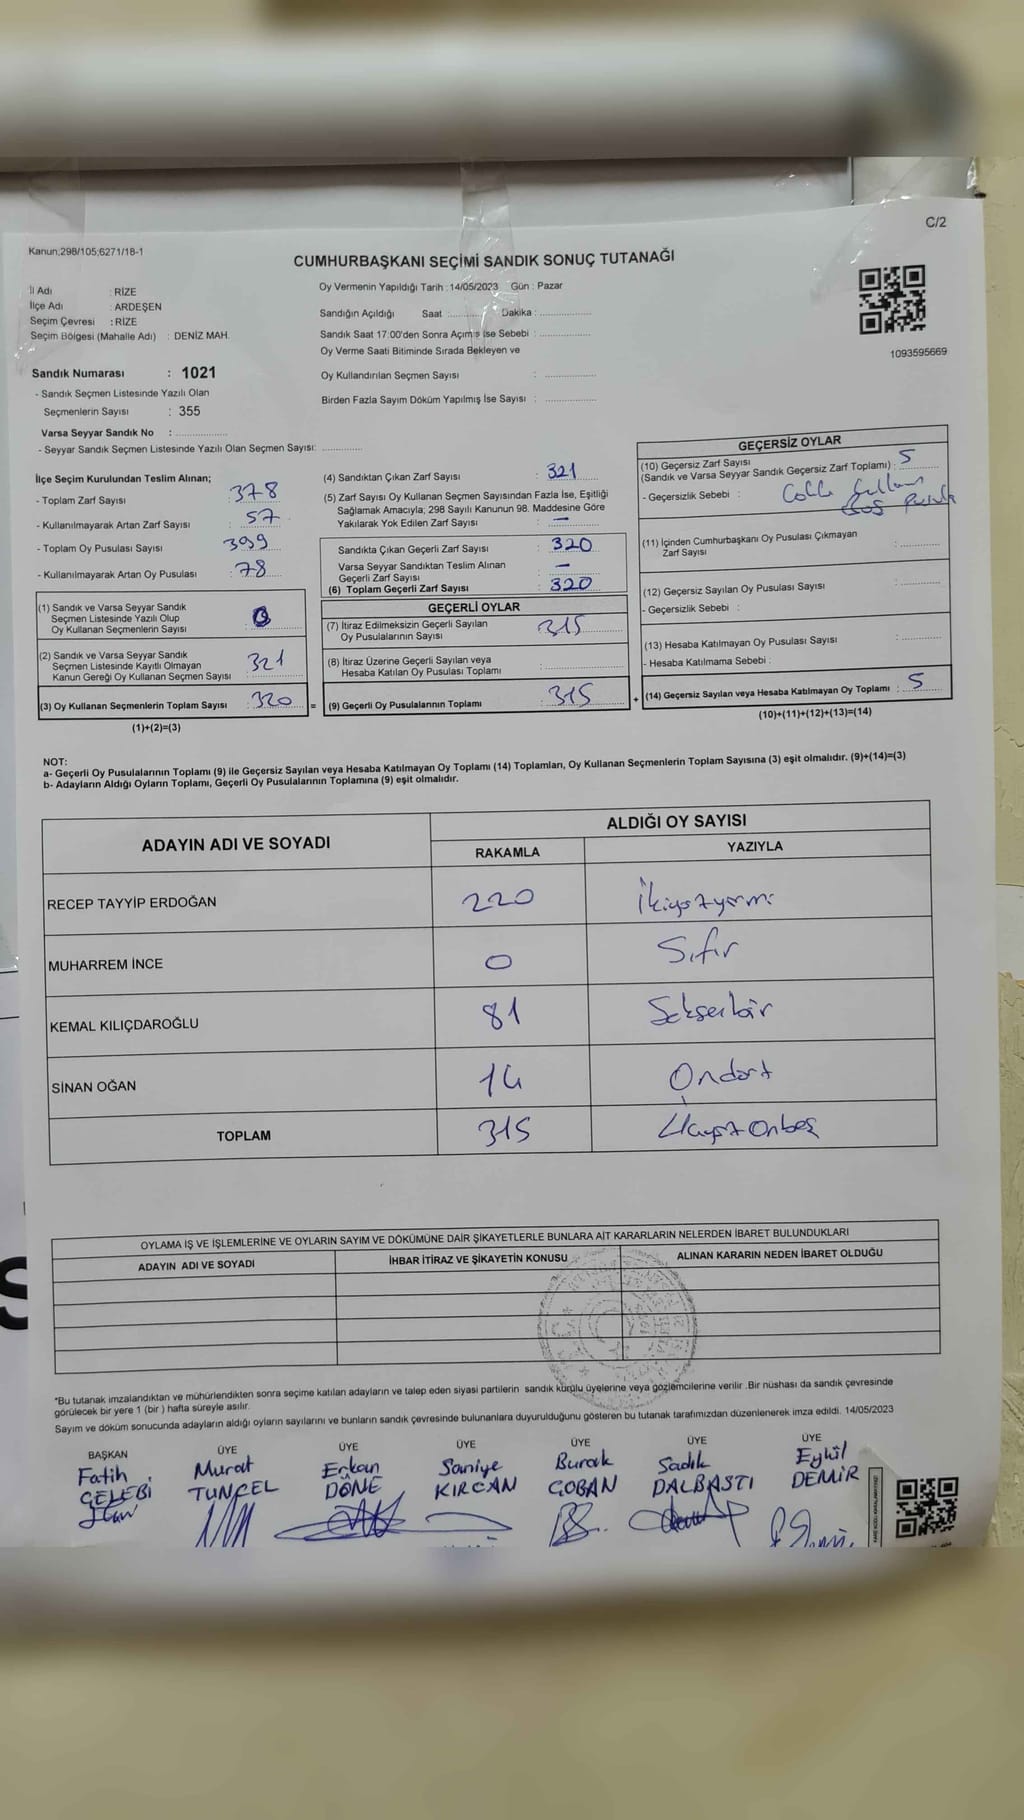 C/2
Kanun;298/105;6271/18-1
CUMHURBAŞKANI SEÇİMİ SANDIK SONUÇ TUTANAĞI
İl Adı : RİZE
İlçe Adı : ARDEŞEN
Seçim Çevresi : RİZE
Seçim Bölgesi (Mahalle Adı) : DENİZ MAH.
Sandık Numarası : 1021
- Sandık Seçmen Listesinde Yazılı Olan
Seçmenlerin Sayısı : 355
Varsa Seyyar Sandık No :
- Seyyar Sandık Seçmen Listesinde Yazılı Olan Seçmen Sayısı:
Oy Vermenin Yapıldığı Tarih : 14/05/2023 Gün : Pazar
Sandığın Açıldığı Saat : Dakika :
Sandık Saat 17:00'den Sonra Açımış İse Sebebi :
Oy Verme Saati Bitiminde Sırada Bekleyen ve
Oy Kullandırılan Seçmen Sayısı :
Birden Fazla Sayım Döküm Yapılmış İse Sayısı :
1093595669
İlçe Seçim Kurulundan Teslim Alınan;
- Toplam Zarf Sayısı : 378
- Kullanılmayarak Artan Zarf Sayısı : 57
- Toplam Oy Pusulası Sayısı : 399
- Kullanılmayarak Artan Oy Pusulası : 78
(1) Sandık ve Varsa Seyyar Sandık
Seçmen Listesinde Yazılı Olup
Oy Kullanan Seçmenlerin Sayısı :
(2) Sandık ve Varsa Seyyar Sandık
Seçmen Listesinde Kayıtlı Olmayan
Kanun Gereği Oy Kullanan Seçmen Sayısı : 321
(3) Oy Kullanan Seçmenlerin Toplam Sayısı : 320 =
(1)+(2)=(3)
(4) Sandıktan Çıkan Zarf Sayısı : 321
(5) Zarf Sayısı Oy Kullanan Seçmen Sayısından Fazla İse, Eşitliği
Sağlamak Amacıyla; 298 Sayılı Kanunun 98. Maddesine Göre
Yakılarak Yok Edilen Zarf Sayısı : —
Sandıkta Çıkan Geçerli Zarf Sayısı : 320
Varsa Seyyar Sandıktan Teslim Alınan
Geçerli Zarf Sayısı : —
(6) Toplam Geçerli Zarf Sayısı : 320
GEÇERLİ OYLAR
(7) İtiraz Edilmeksizin Geçerli Sayılan
Oy Pusulalarının Sayısı : 315
(8) İtiraz Üzerine Geçerli Sayılan veya
Hesaba Katılan Oy Pusulası Toplamı :
(9) Geçerli Oy Pusulalarının Toplamı : 315 +
GEÇERSİZ OYLAR
(10) Geçersiz Zarf Sayısı
(Sandık ve Varsa Seyyar Sandık Geçersiz Zarf Toplamı) : 5
- Geçersizlik Sebebi :
(11) İçinden Cumhurbaşkanı Oy Pusulası Çıkmayan
Zarf Sayısı :
(12) Geçersiz Sayılan Oy Pusulası Sayısı :
- Geçersizlik Sebebi :
(13) Hesaba Katılmayan Oy Pusulası Sayısı :
- Hesaba Katılmama Sebebi :
(14) Geçersiz Sayılan veya Hesaba Katılmayan Oy Toplamı : 5
(10)+(11)+(12)+(13)=(14)
NOT:
a- Geçerli Oy Pusulalarının Toplamı (9) ile Geçersiz Sayılan veya Hesaba Katılmayan Oy Toplamı (14) Toplamları, Oy Kullanan Seçmenlerin Toplam Sayısına (3) eşit olmalıdır. (9)+(14)=(3)
b- Adayların Aldığı Oyların Toplamı, Geçerli Oy Pusulalarının Toplamına (9) eşit olmalıdır.
ADAYIN ADI VE SOYADI
ALDIĞI OY SAYISI
RAKAMLA YAZIYLA
RECEP TAYYİP ERDOĞAN 220 İkiyüzyirmi
MUHARREM İNCE 0 Sıfır
KEMAL KILIÇDAROĞLU 81 Seksenbir
SİNAN OĞAN 14 Ondört
TOPLAM 315 Üçyüzonbeş
OYLAMA İŞ VE İŞLEMLERİNE VE OYLARIN SAYIM VE DÖKÜMÜNE DAİR ŞİKAYETLERLE BUNLARA AİT KARARLARIN NELERDEN İBARET BULUNDUKLARI
ADAYIN ADI VE SOYADI İHBAR İTİRAZ VE ŞİKAYETİN KONUSU ALINAN KARARIN NEDEN İBARET OLDUĞU
*Bu tutanak imzalandıktan ve mühürlendikten sonra seçime katılan adayların ve talep eden siyasi partilerin sandık kurulu üyelerine veya gözlemcilerine verilir .Bir nüshası da sandık çevresinde
görülecek bir yere 1 (bir ) hafta süreyle asılır.
Sayım ve döküm sonucunda adayların aldığı oyların sayılarını ve bunların sandık çevresinde bulunanlara duyurulduğunu gösteren bu tutanak tarafımızdan düzenlenerek imza edildi. 14/05/2023
BAŞKAN ÜYE ÜYE ÜYE ÜYE ÜYE ÜYE
Fatih Murat Erkan Saniye Burak Sadık Eylül
ÇELEBİ TUNCEL DÖNE KIRCAN ÇOBAN DALBASTI DEMİR